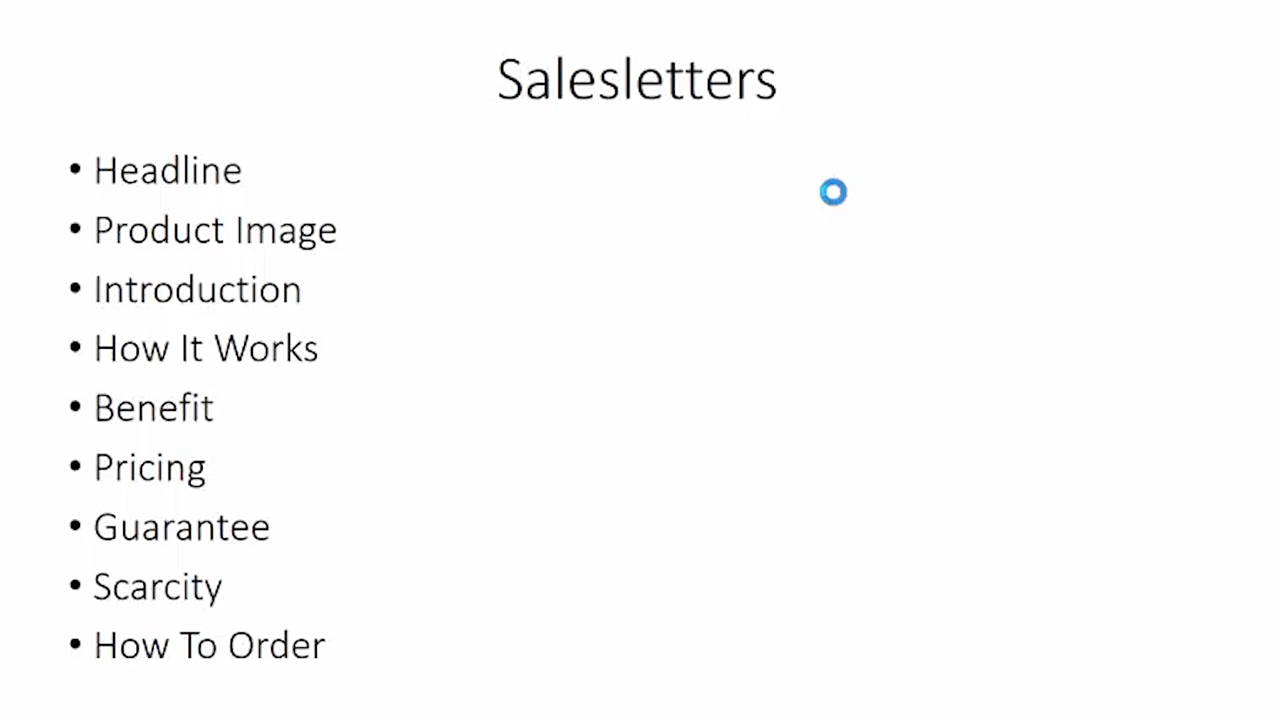 Salesletters
• Headline
• Product Image
• Introduction
• How It Works
• Benefit
• Pricing
• Guarantee
• Scarcity
• How To Order